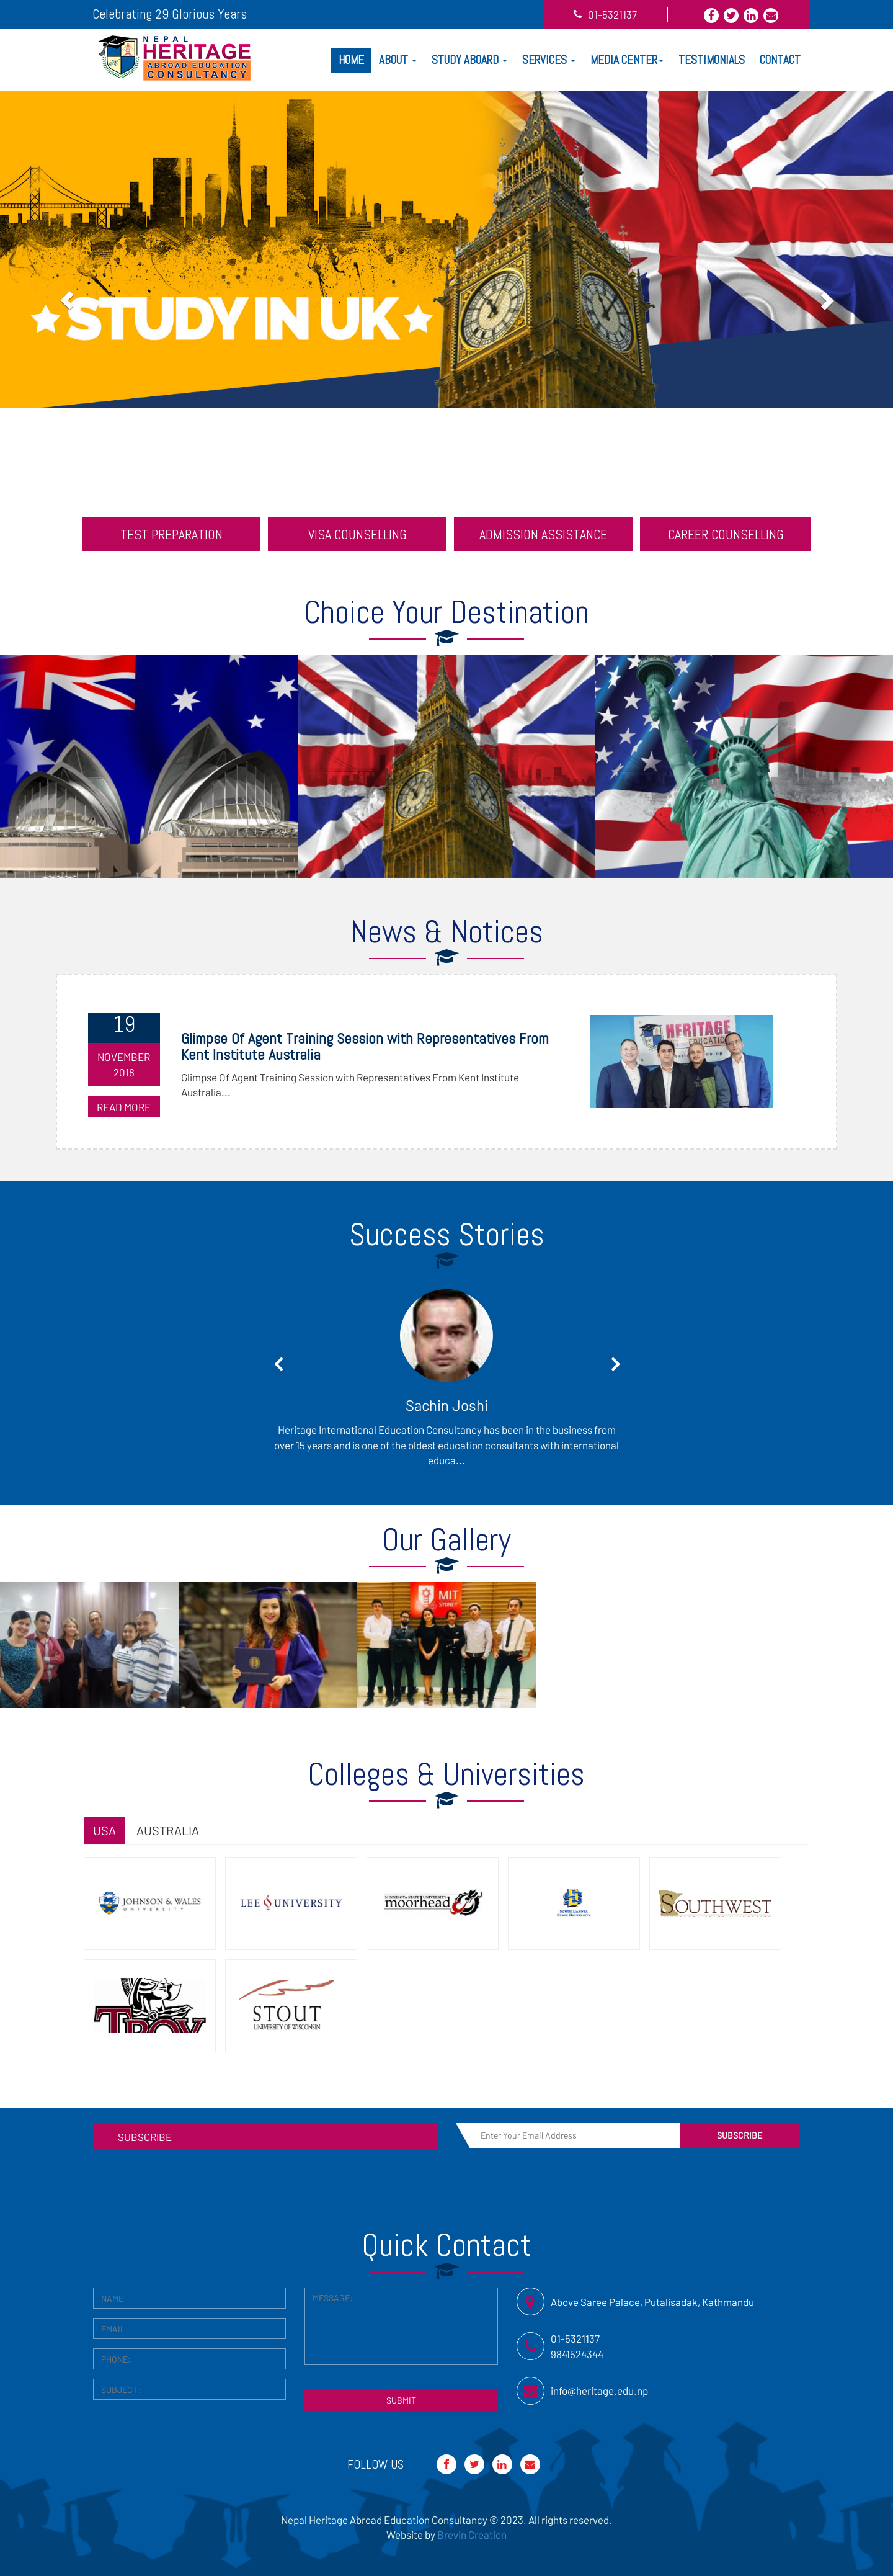 Celebrating 29 Glorious Years
01-5321137
NEPAL
HERITAGE
ABROAD EDUCATION
CONSULTANCY
HOME ABOUT STUDY ABOARD SERVICES MEDIA CENTER TESTIMONIALS CONTACT
STUDY IN UK
TEST PREPARATION
VISA COUNSELLING
ADMISSION ASSISTANCE
CAREER COUNSELLING
Choice Your Destination
News & Notices
19
NOVEMBER
2018
READ MORE
Glimpse Of Agent Training Session with Representatives From
Kent Institute Australia
Glimpse Of Agent Training Session with Representatives From Kent Institute
Australia...
HERITAGE
Success Stories
Sachin Joshi
Heritage International Education Consultancy has been in the business from
over 15 years and is one of the oldest education consultants with international
educa...
Our Gallery
MIT
SYDNEY
Colleges & Universities
USA
AUSTRALIA
JOHNSON & WALES
UNIVERSITY
LEE UNIVERSITY
MINNESOTA STATE UNIVERSITY
moorhead
SOUTH DAKOTA
STATE UNIVERSITY
SOUTHWEST
TROY
STOUT
UNIVERSITY OF WISCONSIN
SUBSCRIBE
Enter Your Email Address
SUBSCRIBE
Quick Contact
NAME:
EMAIL:
PHONE:
SUBJECT:
MESSAGE:
SUBMIT
Above Saree Palace, Putalisadak, Kathmandu
01-5321137
9841524344
info@heritage.edu.np
FOLLOW US
Nepal Heritage Abroad Education Consultancy © 2023. All rights reserved.
Website by Brevin Creation